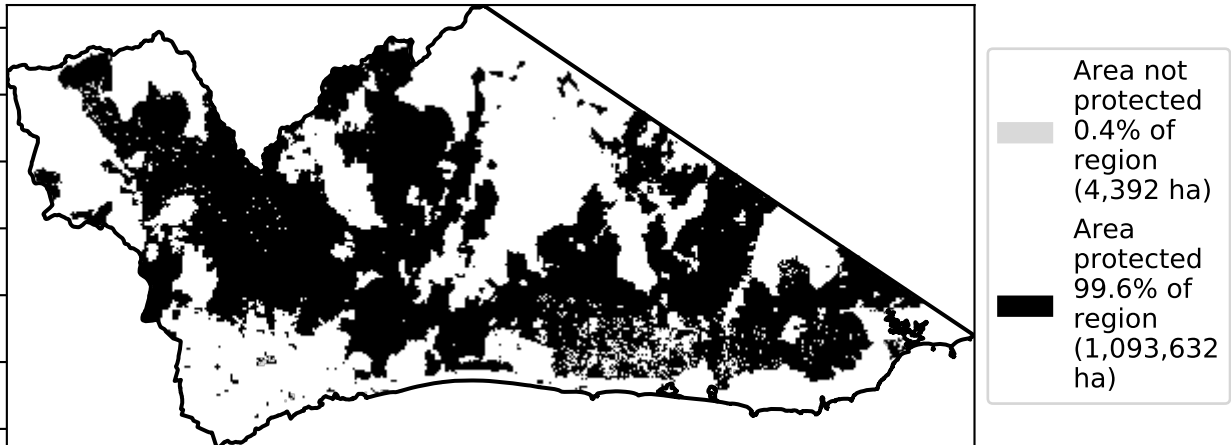 Area not
protected
0.4% of
region
(4,392 ha)
Area
protected
99.6% of
region
(1,093,632
ha)